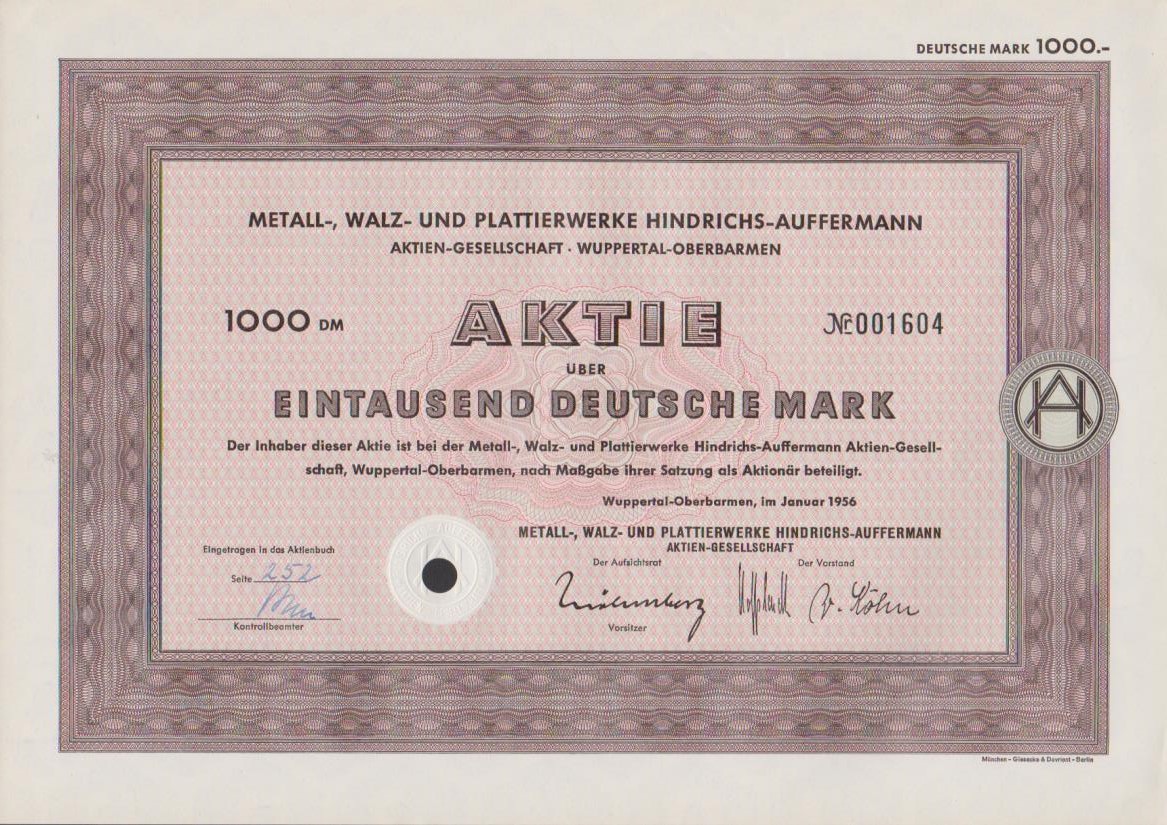 DEUTSCHE MARK 1000.-
METALL-, WALZ- UND PLATTIERWERKE HINDRICHS-AUFFERMANN
AKTIEN-GESELLSCHAFT · WUPPERTAL-OBERBARMEN
1000 DM
AKTIE
№ 001604
ÜBER
EINTAUSEND DEUTSCHE MARK
Der Inhaber dieser Aktie ist bei der Metall-, Walz- und Plattierwerke Hindrichs-Auffermann Aktien-Gesell-
schaft, Wuppertal-Oberbarmen, nach Maßgabe ihrer Satzung als Aktionär beteiligt.
Wuppertal-Oberbarmen, im Januar 1956
METALL-, WALZ- UND PLATTIERWERKE HINDRICHS-AUFFERMANN
AKTIEN-GESELLSCHAFT
Der Aufsichtsrat
Der Vorstand
Vorsitzer
Eingetragen in das Aktienbuch
Seite 252
Kontrollbeamter
München - Giesecke & Devrient - Berlin